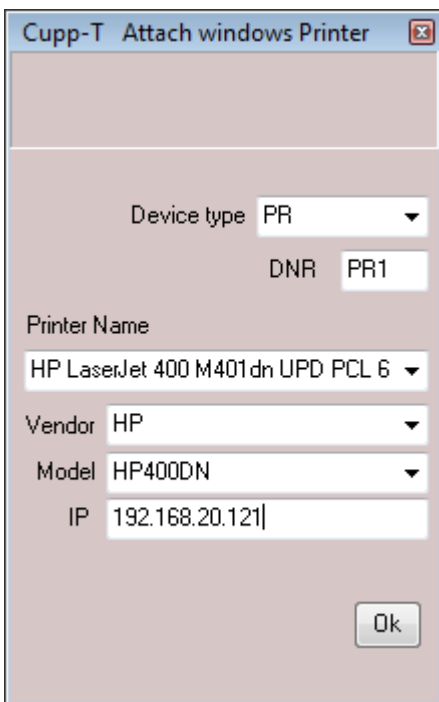 Cupp-T Attach windows Printer
Device type PR
DNR PR1
Printer Name
HP LaserJet 400 M401dn UPD PCL 6
Vendor HP
Model HP400DN
IP 192.168.20.121
Ok